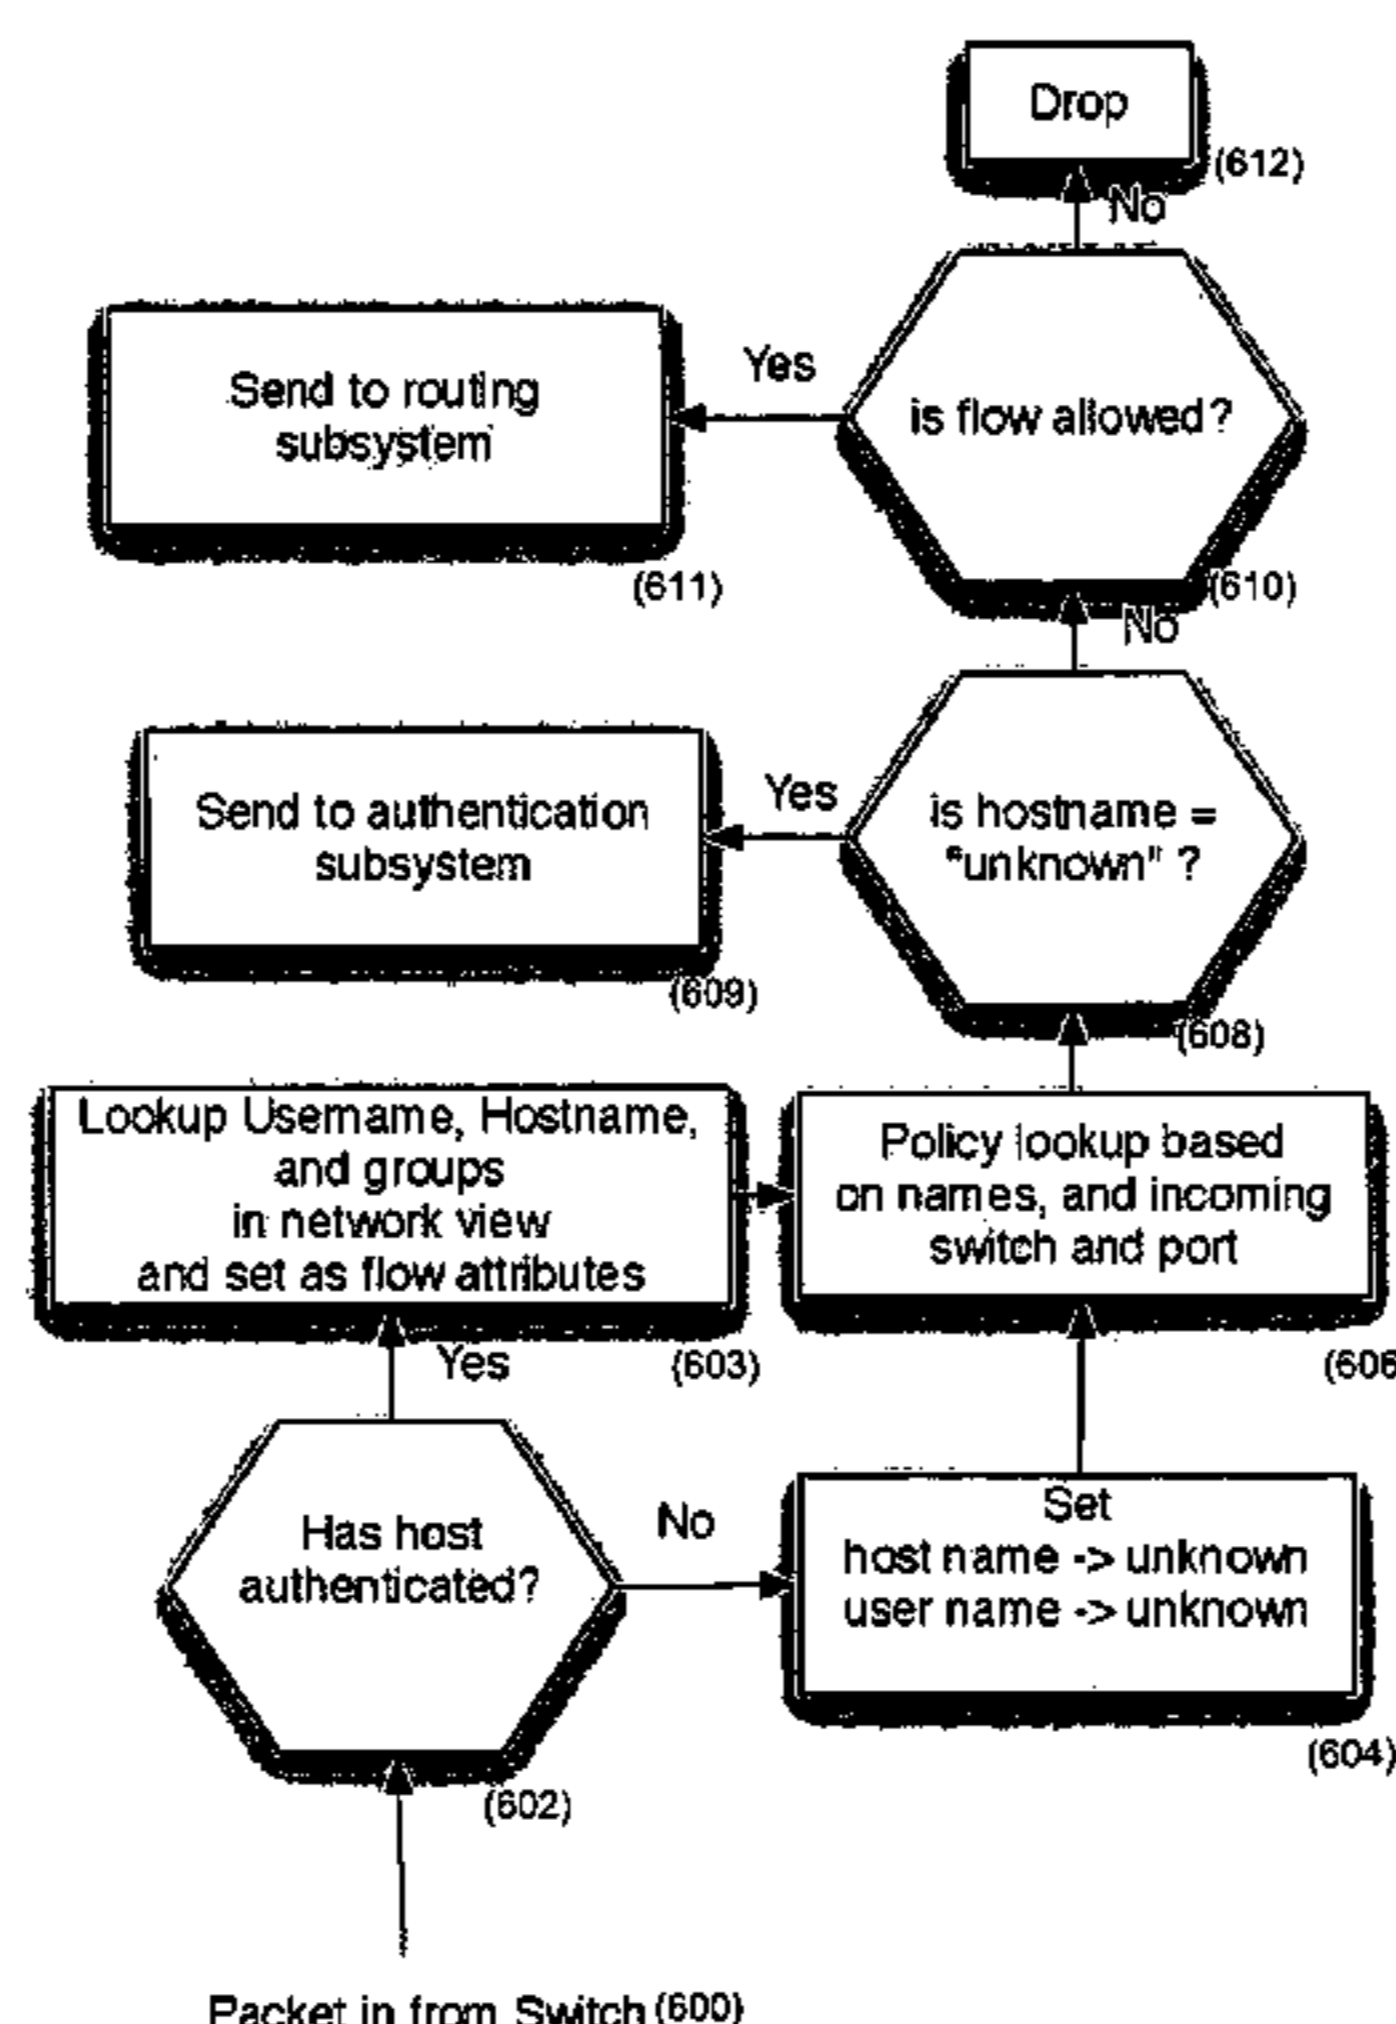 Drop
(612)
No
Send to routing
subsystem
(611)
Yes
is flow allowed?
(610)
No
Send to authentication
subsystem
(609)
Yes
is hostname =
"unknown" ?
(608)
Lookup Username, Hostname,
and groups
in network view
and set as flow attributes
(603)
Policy lookup based
on names, and incoming
switch and port
(606
Yes
Has host
authenticated?
(602)
No
Set
host name -> unknown
user name -> unknown
(604)
Packet in from Switch (600)